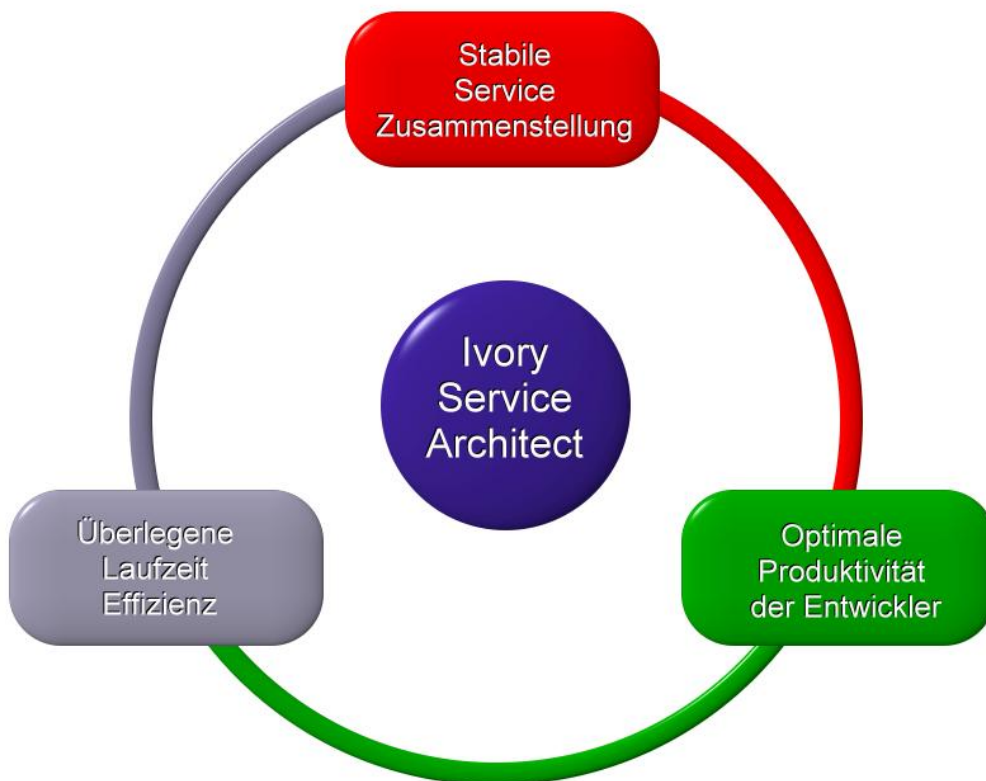 Stabile
Service
Zusammenstellung
Ivory
Service
Architect
Überlegene
Laufzeit
Effizienz
Optimale
Produktivität
der Entwickler